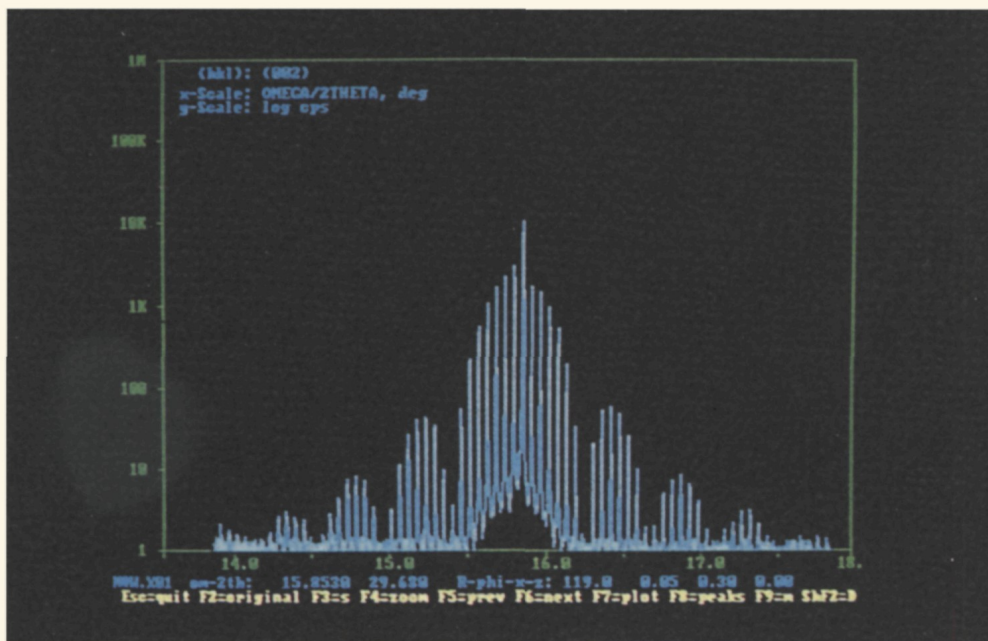 1M
(hkl): (002)
x-Scale: OMEGA/2THETA, deg
y-Scale: log cps
100K
10K
1K
100
10
1
14.0 15.0 16.0 17.0 18.
om-2th: 15.8530 29.680 R-phi-x-z: 119.0 0.05 0.30 0.00
Esc=quit F2=original F3=s F4=zoom F5=prev F6=next F7=plot F8=peaks F9=m ShF2=D